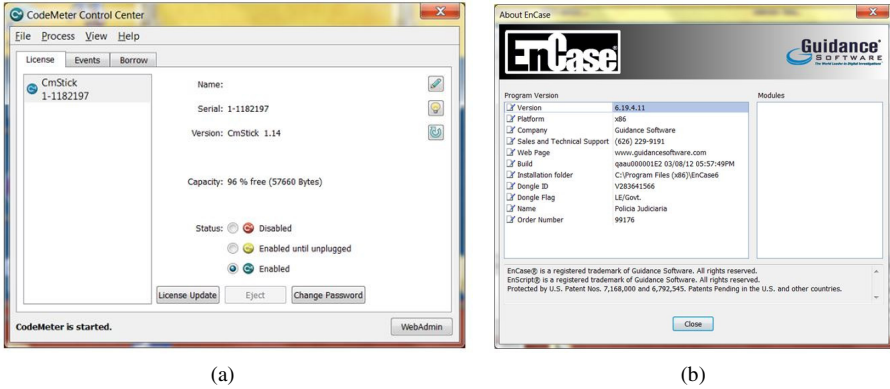 CodeMeter Control Center
File Process View Help
License Events Borrow
CmStick
1-1182197
Name:
Serial: 1-1182197
Version: CmStick 1.14
Capacity: 96 % free (57660 Bytes)
Status: Disabled
Enabled until unplugged
Enabled
License Update Eject Change Password
CodeMeter is started. WebAdmin
(a)
About EnCase
EnCase
Guidance
SOFTWARE
The World Leader in Digital Investigations
Program Version
Version 6.19.4.11
Platform x86
Company Guidance Software
Sales and Technical Support (626) 229-9191
Web Page www.guidancesoftware.com
Build qaau000001E2 03/08/12 05:57:49PM
Installation folder C:\Program Files (x86)\EnCase6
Dongle ID V283641566
Dongle Flag LE/Govt.
Name Policia Judiciaria
Order Number 99176
Modules
EnCase® is a registered trademark of Guidance Software. All rights reserved.
EnScript® is a registered trademark of Guidance Software. All rights reserved.
Protected by U.S. Patent Nos. 7,168,000 and 6,792,545. Patents Pending in the U.S. and other countries.
Close
(b)